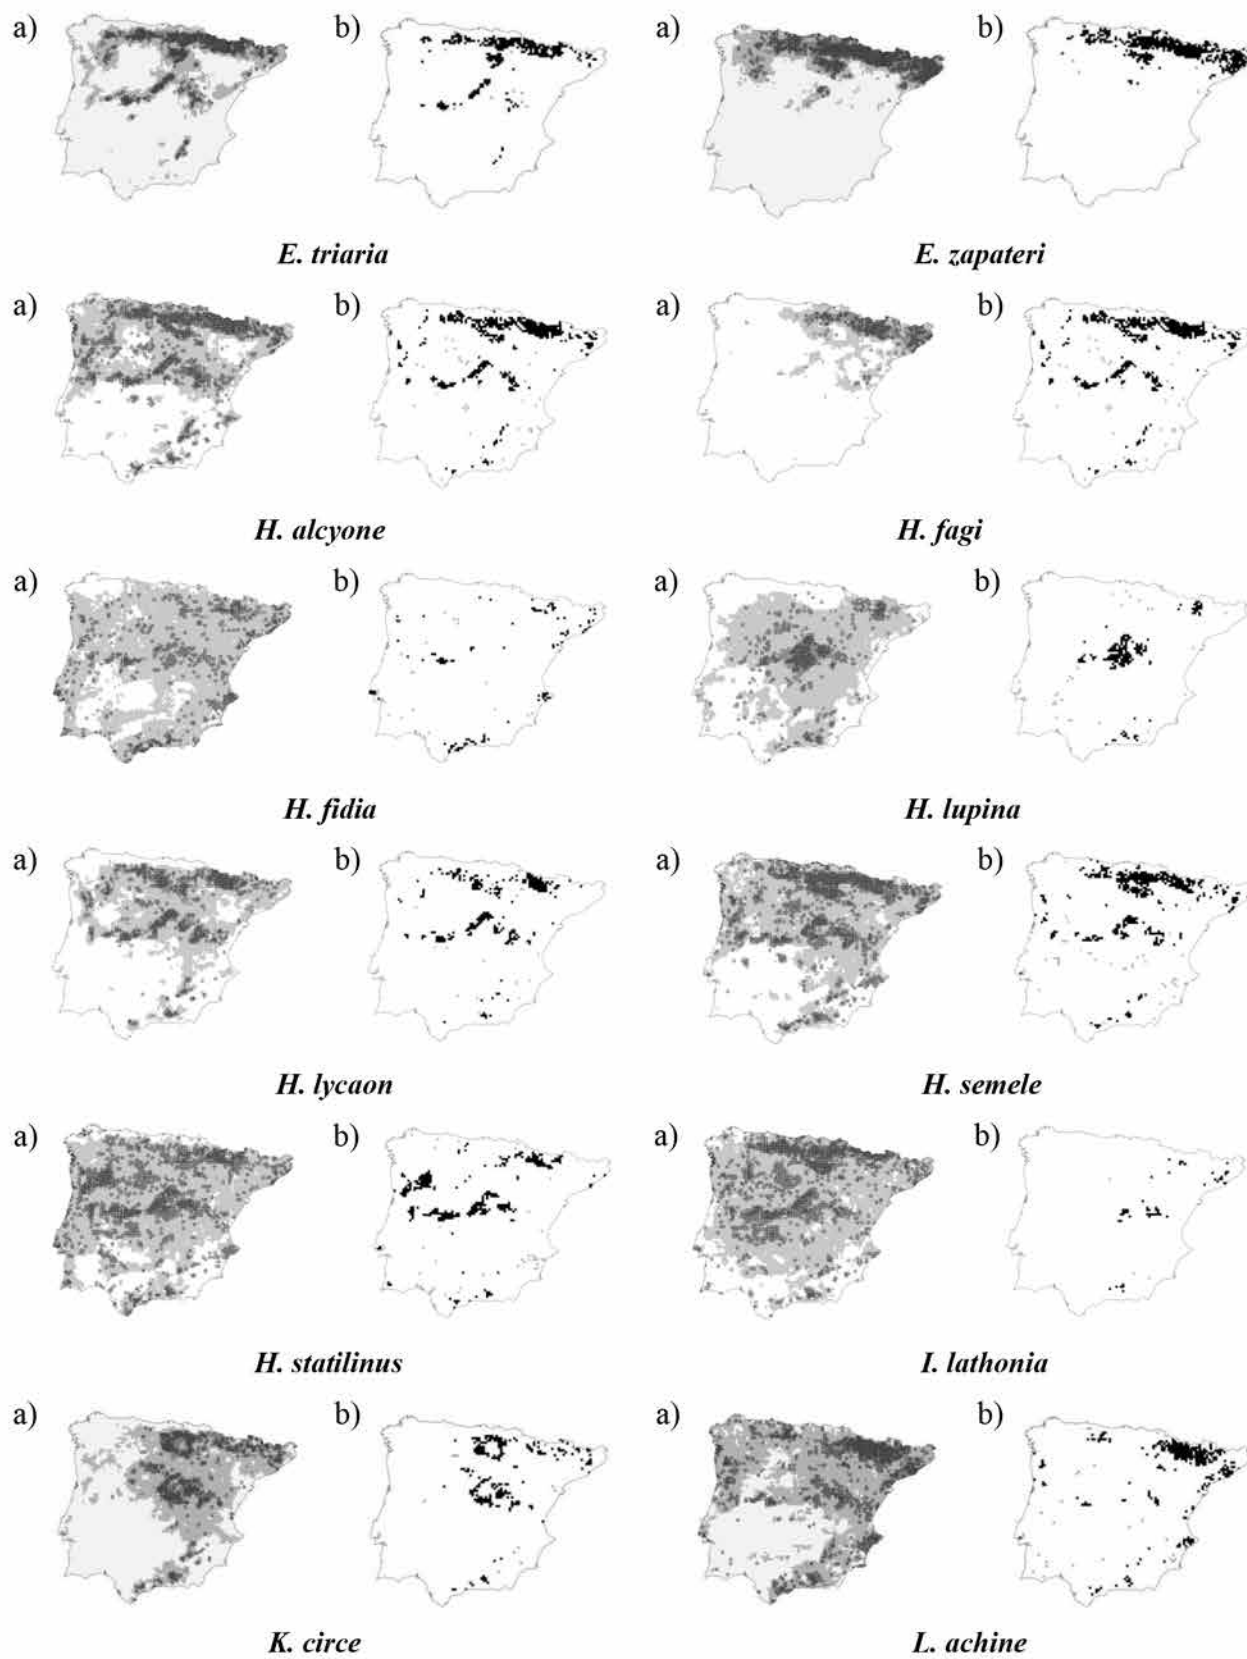 a) b) a) b)
E. triaria E. zapateri
a) b) a) b)
H. alcyone H. fagi
a) b) a) b)
H. fidia H. lupina
a) b) a) b)
H. lycaon H. semele
a) b) a) b)
H. statilinus I. lathonia
a) b) a) b)
K. circe L. achine